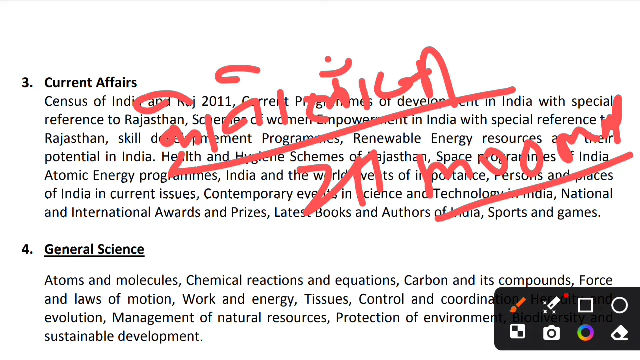 3. Current Affairs
Census of India and Raj 2011, Current Programmes of development in India with special
reference to Rajasthan, Schemes of women Empowerment in India with special reference t
Rajasthan, skill development Programmes, Renewable Energy resources and their
potential in India. Health and Hygiene Schemes of Rajasthan, Space programmes of India
Atomic Energy programmes, India and the world, events of importance, Persons and places
of India in current issues, Contemporary events in Science and Technology in India, National
and International Awards and Prizes, Latest Books and Authors of India, Sports and games.
4. General Science
Atoms and molecules, Chemical reactions and equations, Carbon and its compounds, Force
and laws of motion, Work and energy, Tissues, Control and coordination,
evolution, Management of natural resources, Protection of environment, Biodiversity and
sustainable development.